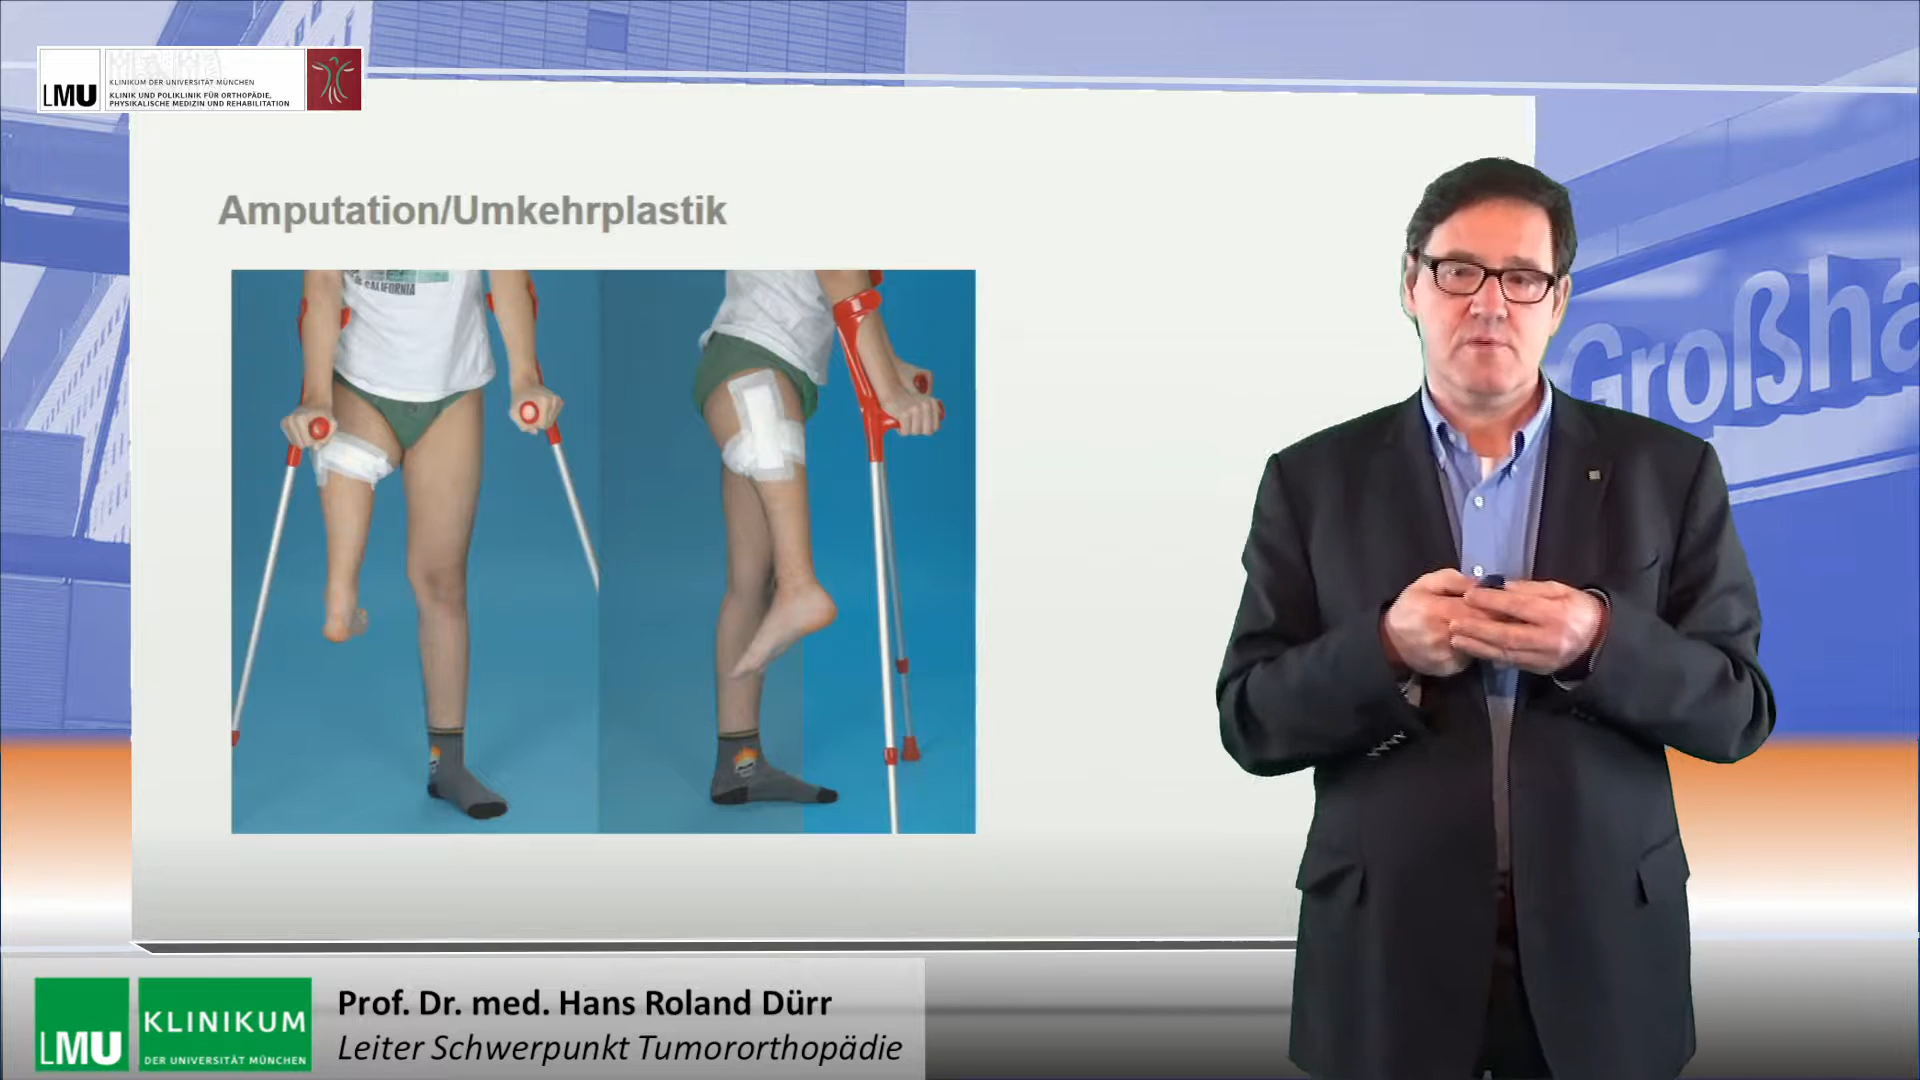 LMU
KLINIKUM DER UNIVERSITÄT MÜNCHEN
KLINIK UND POLIKLINIK FÜR ORTHOPÄDIE,
PHYSIKALISCHE MEDIZIN UND REHABILITATION
Amputation/Umkehrplastik
CALIFORNIA
Großha
LMU
KLINIKUM
DER UNIVERSITÄT MÜNCHEN
Prof. Dr. med. Hans Roland Dürr
Leiter Schwerpunkt Tumororthopädie